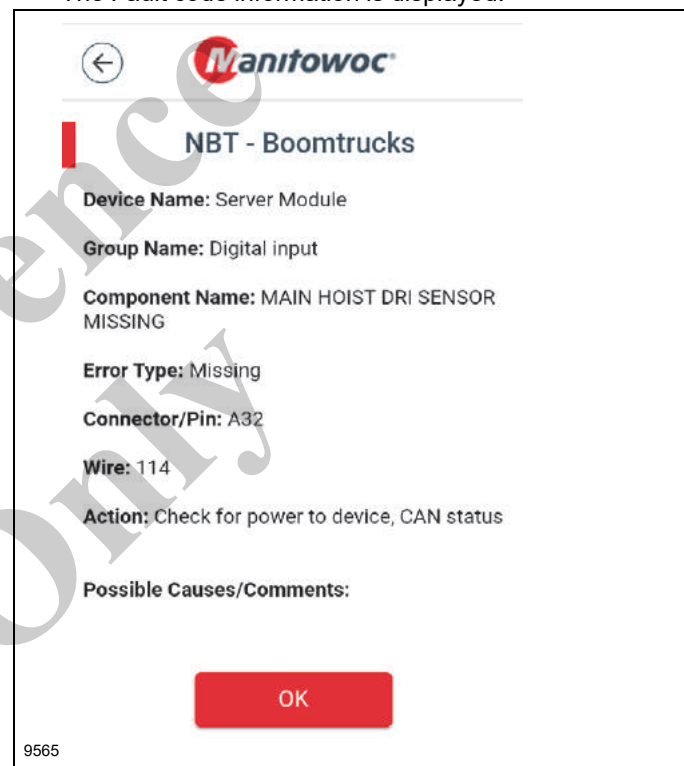 The Fault code information is displayed.
Manitowoc
NBT - Boomtrucks
Device Name: Server Module
Group Name: Digital input
Component Name: MAIN HOIST DRI SENSOR
MISSING
Error Type: Missing
Connector/Pin: A32
Wire: 114
Action: Check for power to device, CAN status
Possible Causes/Comments:
OK
9565
ence
Only